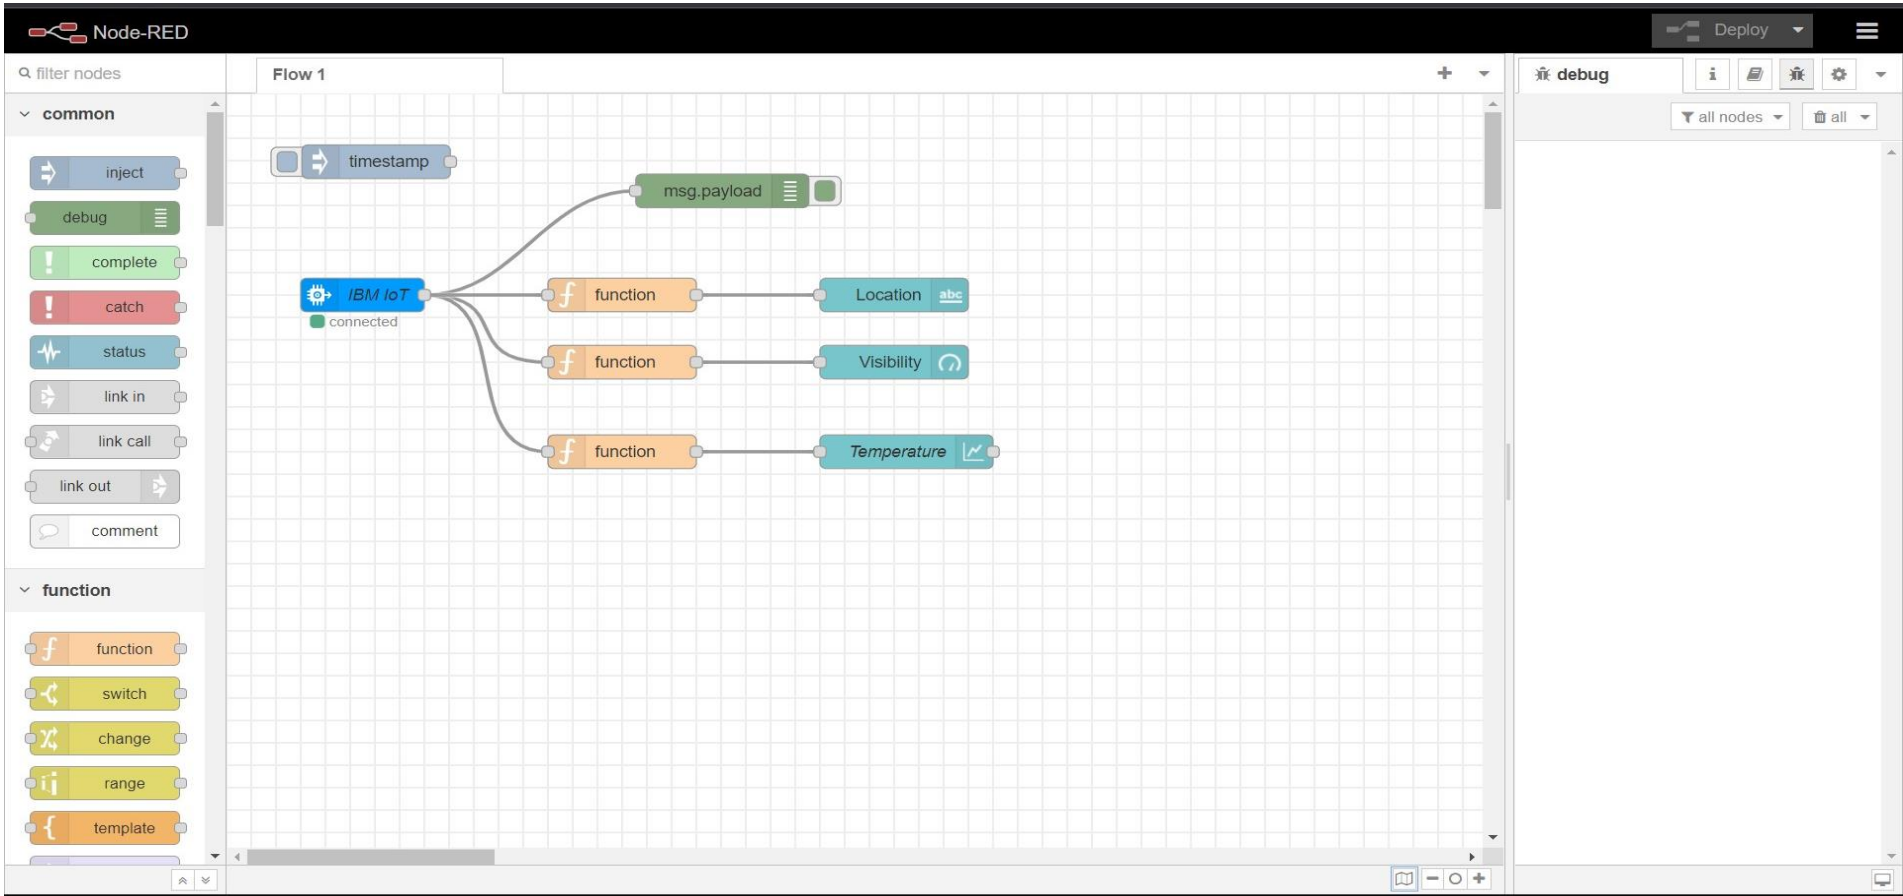 Node-RED
Deploy
filter nodes
Flow 1
debug
i
all nodes
all
common
inject
debug
complete
catch
status
link in
link call
link out
comment
function
function
switch
change
range
template
timestamp
msg.payload
IBM IoT
connected
function
Location
abc
function
Visibility
function
Temperature